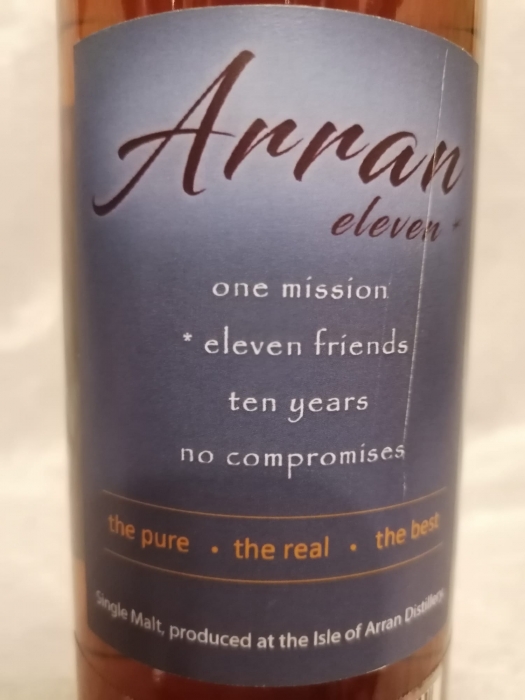 Arran
eleven *
one mission
* eleven friends
ten years
no compromises
the pure • the real • the best
Single Malt, produced at the Isle of Arran Distillery